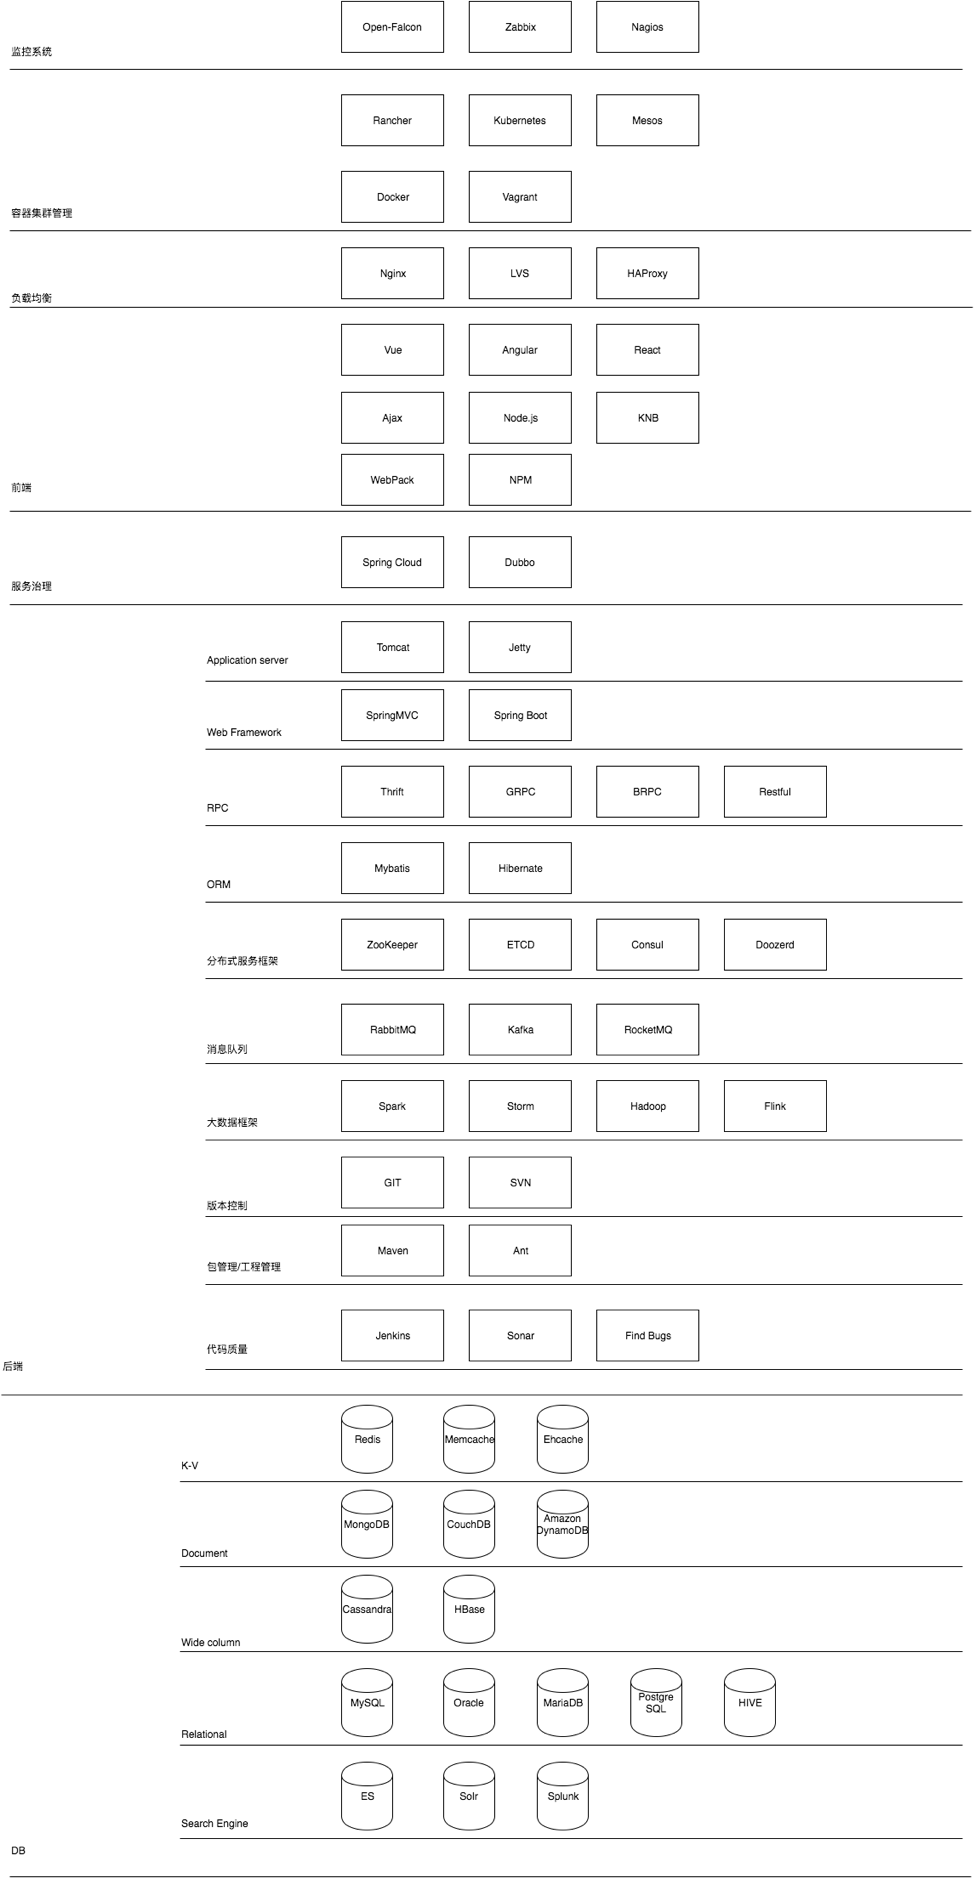 Open-Falcon Zabbix Nagios
监控系统
Rancher Kubernetes Mesos
Docker Vagrant
容器集群管理
Nginx LVS HAProxy
负载均衡
Vue Angular React
Ajax Node.js KNB
WebPack NPM
前端
Spring Cloud Dubbo
服务治理
Tomcat Jetty
Application server
SpringMVC Spring Boot
Web Framework
Thrift GRPC BRPC Restful
RPC
Mybatis Hibernate
ORM
ZooKeeper ETCD Consul Doozerd
分布式服务框架
RabbitMQ Kafka RocketMQ
消息队列
Spark Storm Hadoop Flink
大数据框架
GIT SVN
版本控制
Maven Ant
包管理/工程管理
Jenkins Sonar Find Bugs
代码质量
后端
Redis Memcache Ehcache
K-V
MongoDB CouchDB Amazon
DynamoDB
Document
Cassandra HBase
Wide column
MySQL Oracle MariaDB Postgre HIVE
SQL
Relational
ES Solr Splunk
Search Engine
DB